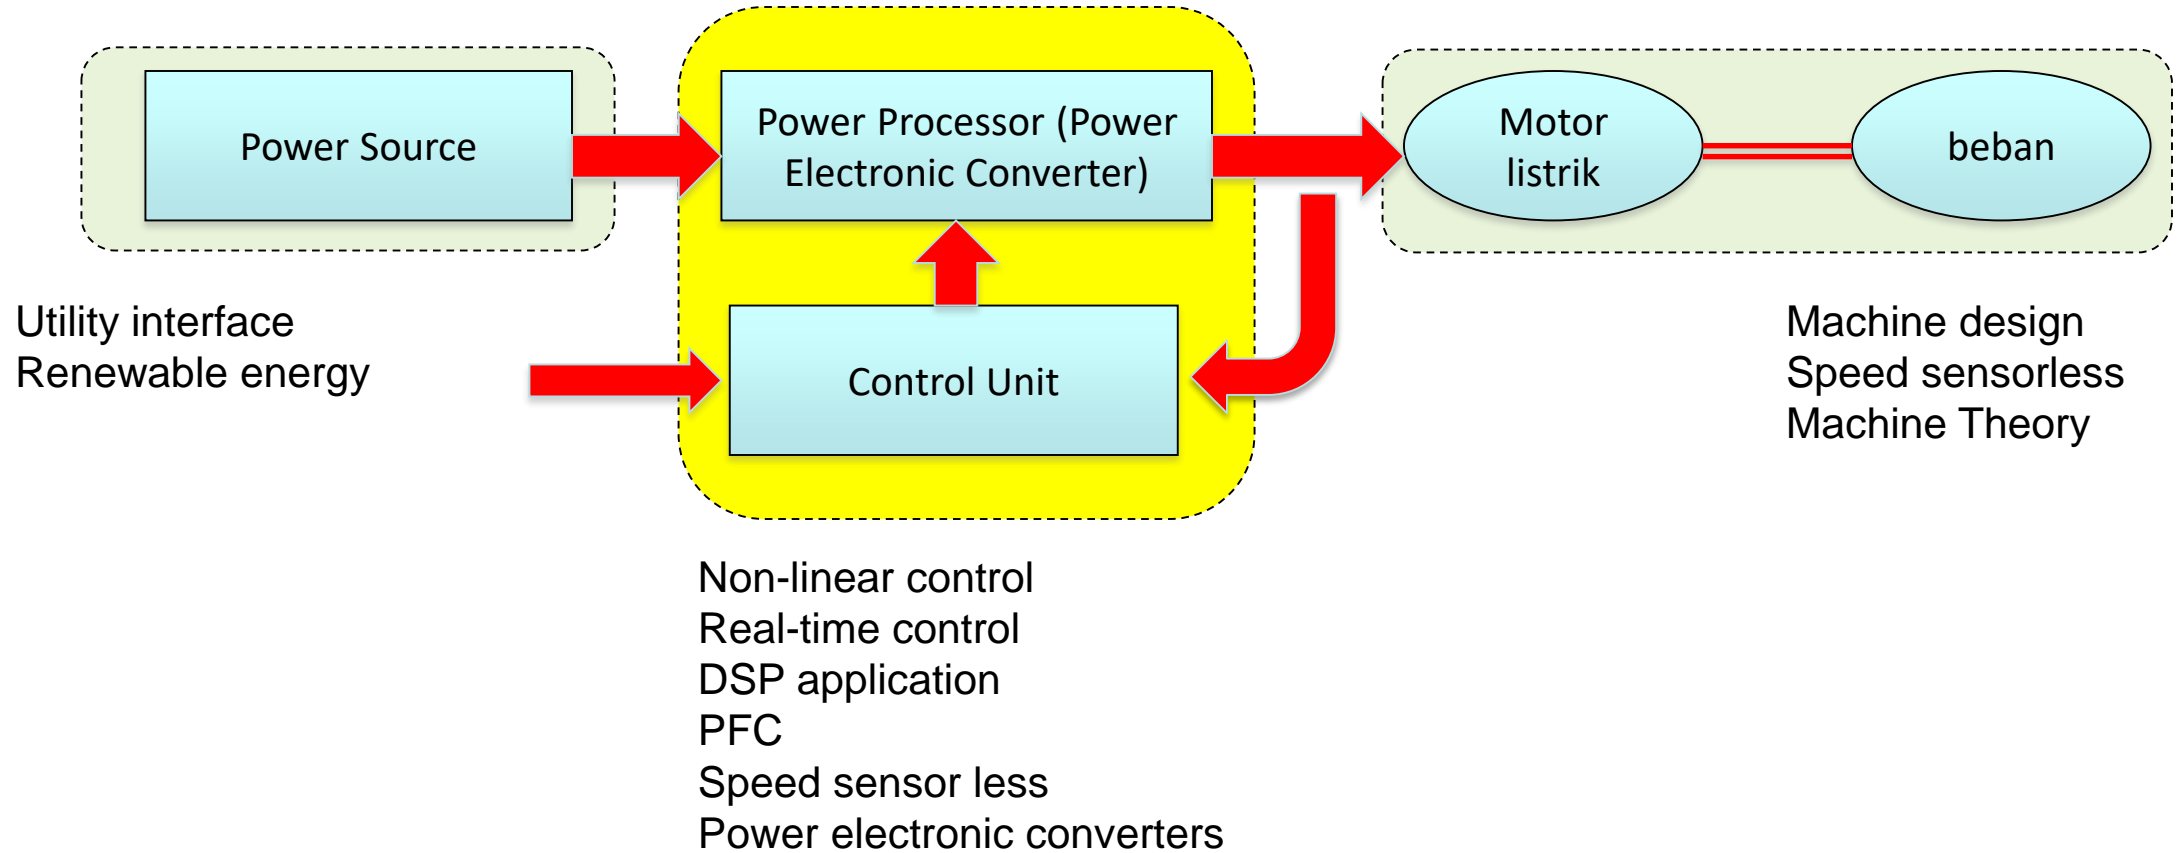 Power Source
Power Processor (Power
Electronic Converter)
Motor
listrik
beban
Control Unit
Utility interface
Renewable energy
Machine design
Speed sensorless
Machine Theory
Non-linear control
Real-time control
DSP application
PFC
Speed sensor less
Power electronic converters